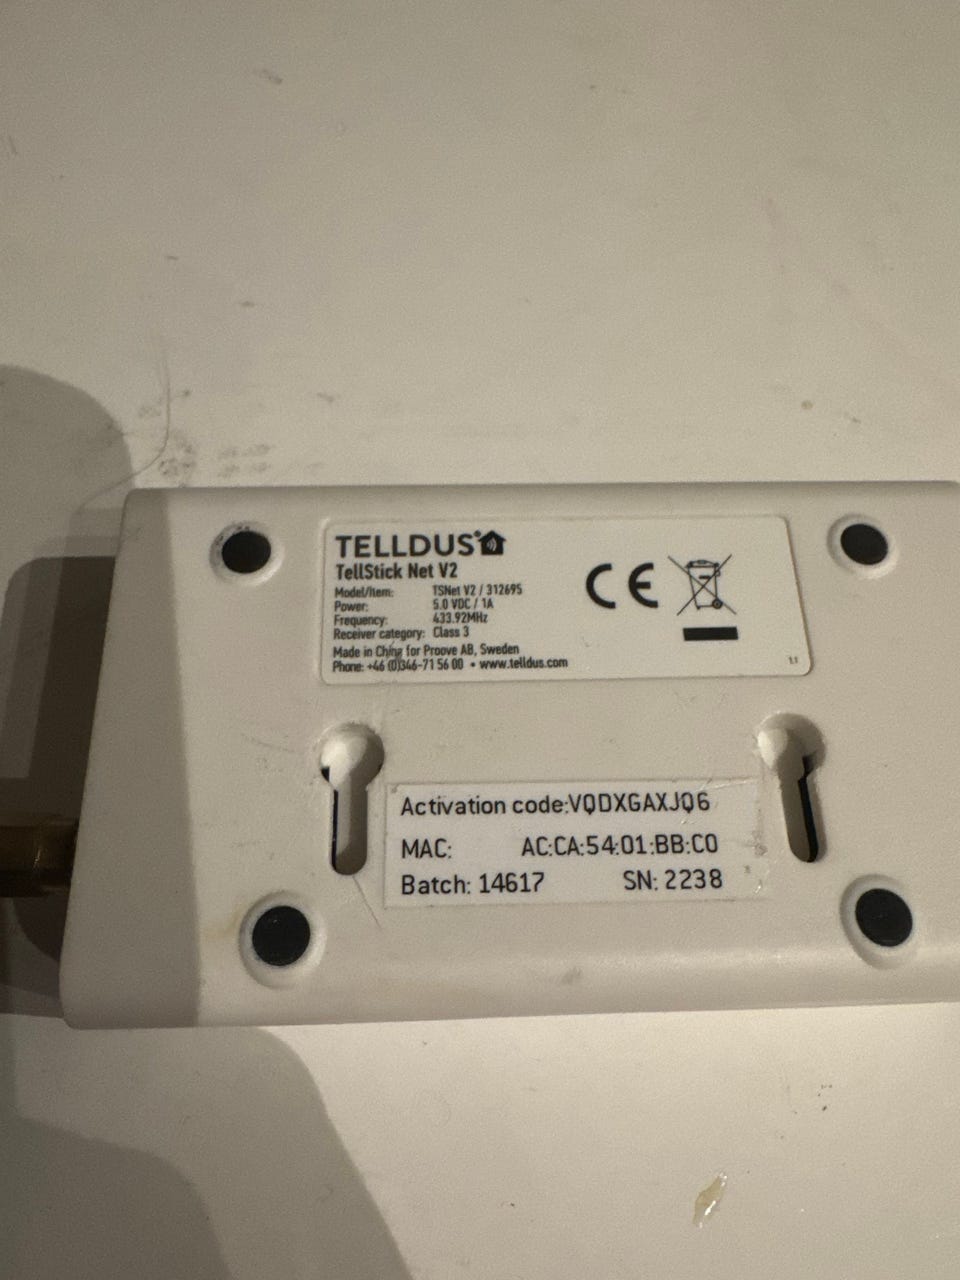 TELLDUS
TellStick Net V2
Model/Item: TSNet V2 / 312695
Power: 5.0 VDC / 1A
Frequency: 433.92MHz
Receiver category: Class 3
Made in China for Proove AB, Sweden
Phone: +46 (0)346-71 56 00 • www.telldus.com
CE
1.1
Activation code:VQDXGAXJQ6
MAC: AC:CA:54:01:BB:C0
Batch: 14617 SN: 2238